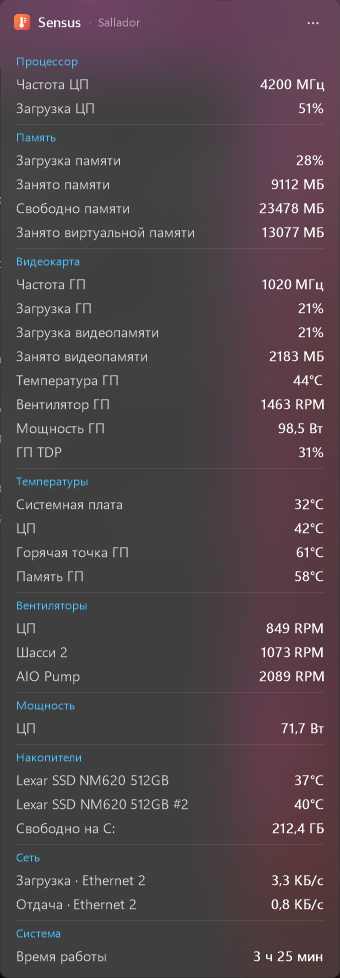 Sensus · Sallador ...
Процессор
Частота ЦП 4200 МГц
Загрузка ЦП 51%
Память
Загрузка памяти 28%
Занято памяти 9112 МБ
Свободно памяти 23478 МБ
Занято виртуальной памяти 13077 МБ
Видеокарта
Частота ГП 1020 МГц
Загрузка ГП 21%
Загрузка видеопамяти 21%
Занято видеопамяти 2183 МБ
Температура ГП 44°C
Вентилятор ГП 1463 RPM
Мощность ГП 98,5 Вт
ГП TDP 31%
Температуры
Системная плата 32°C
ЦП 42°C
Горячая точка ГП 61°C
Память ГП 58°C
Вентиляторы
ЦП 849 RPM
Шасси 2 1073 RPM
AIO Pump 2089 RPM
Мощность
ЦП 71,7 Вт
Накопители
Lexar SSD NM620 512GB 37°C
Lexar SSD NM620 512GB #2 40°C
Свободно на C: 212,4 ГБ
Сеть
Загрузка · Ethernet 2 3,3 КБ/с
Отдача · Ethernet 2 0,8 КБ/с
Система
Время работы 3 ч 25 мин